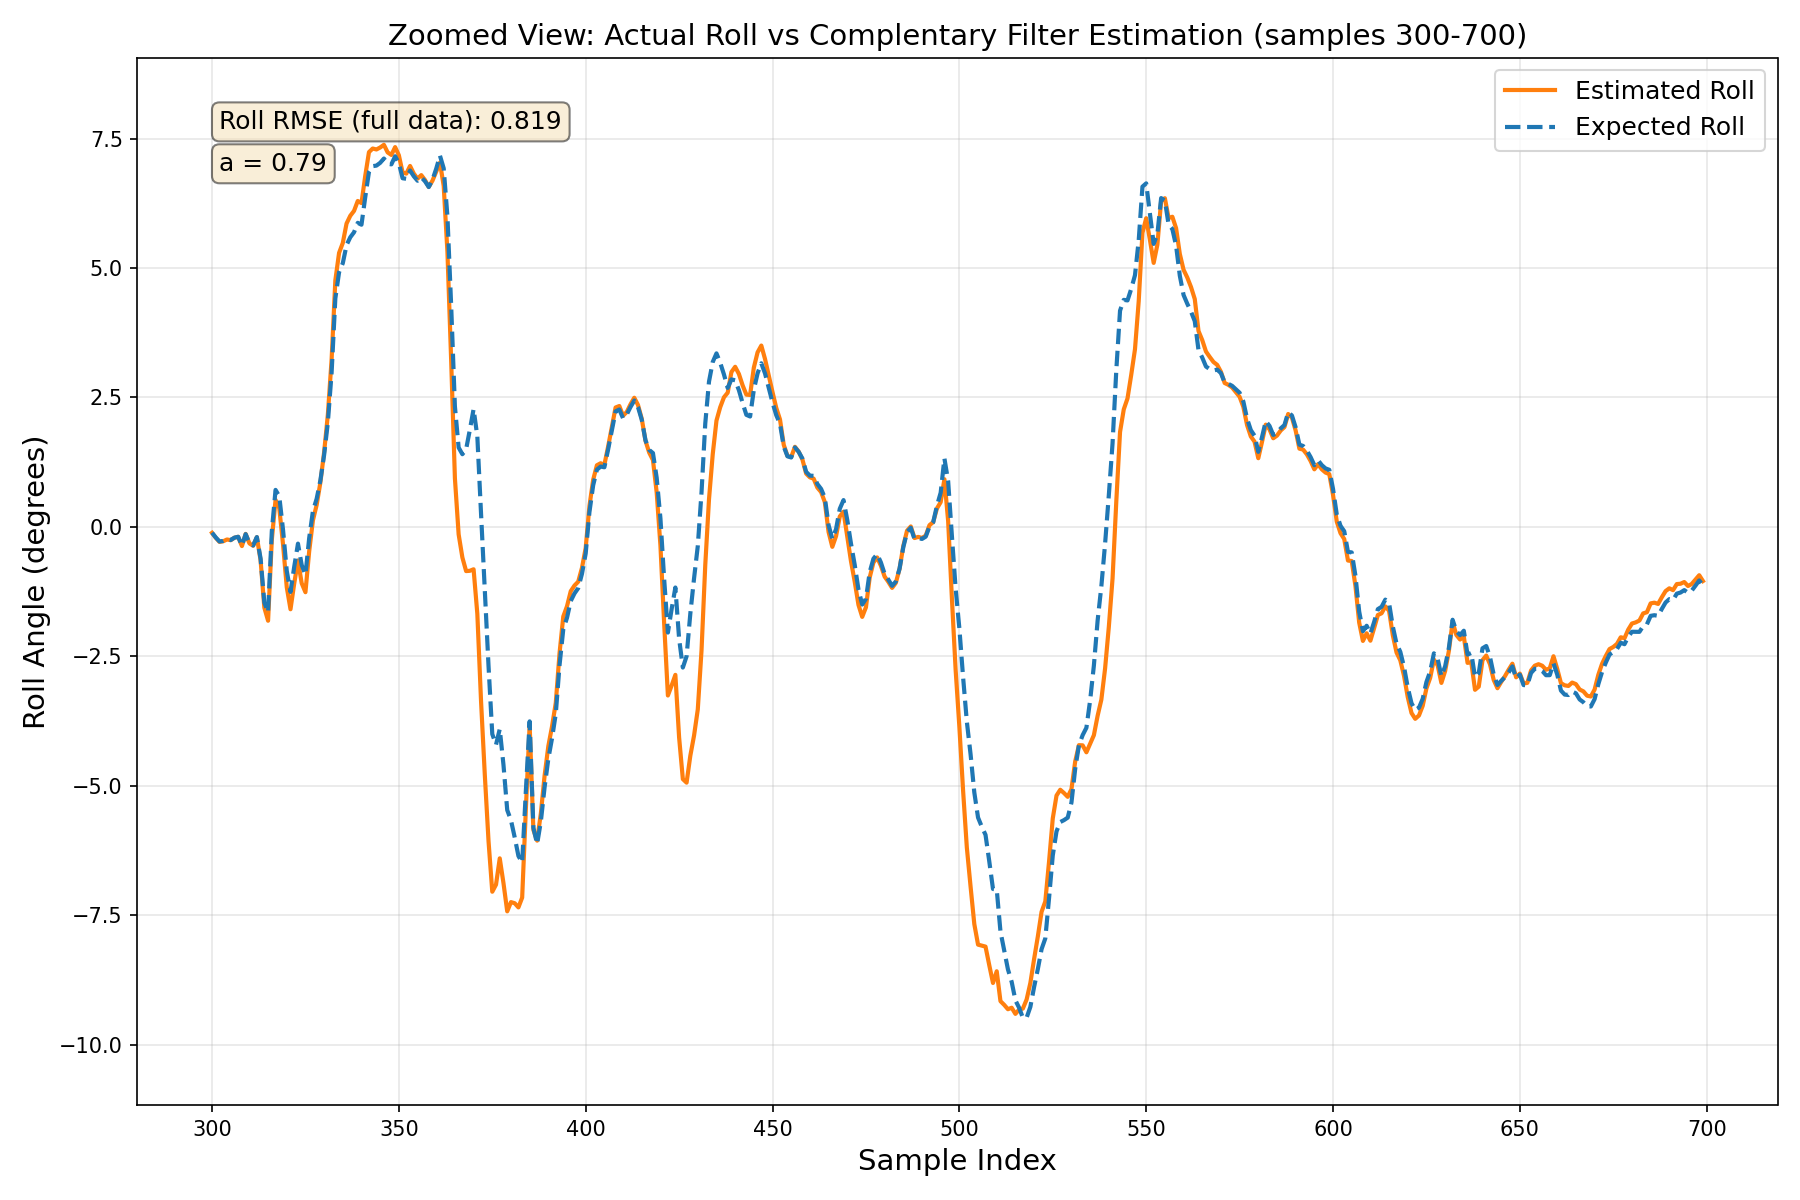 Zoomed View: Actual Roll vs Complentary Filter Estimation (samples 300-700)
Roll RMSE (full data): 0.819
a = 0.79
Estimated Roll
Expected Roll
Roll Angle (degrees)
7.5
5.0
2.5
0.0
−2.5
−5.0
−7.5
−10.0
300 350 400 450 500 550 600 650 700
Sample Index